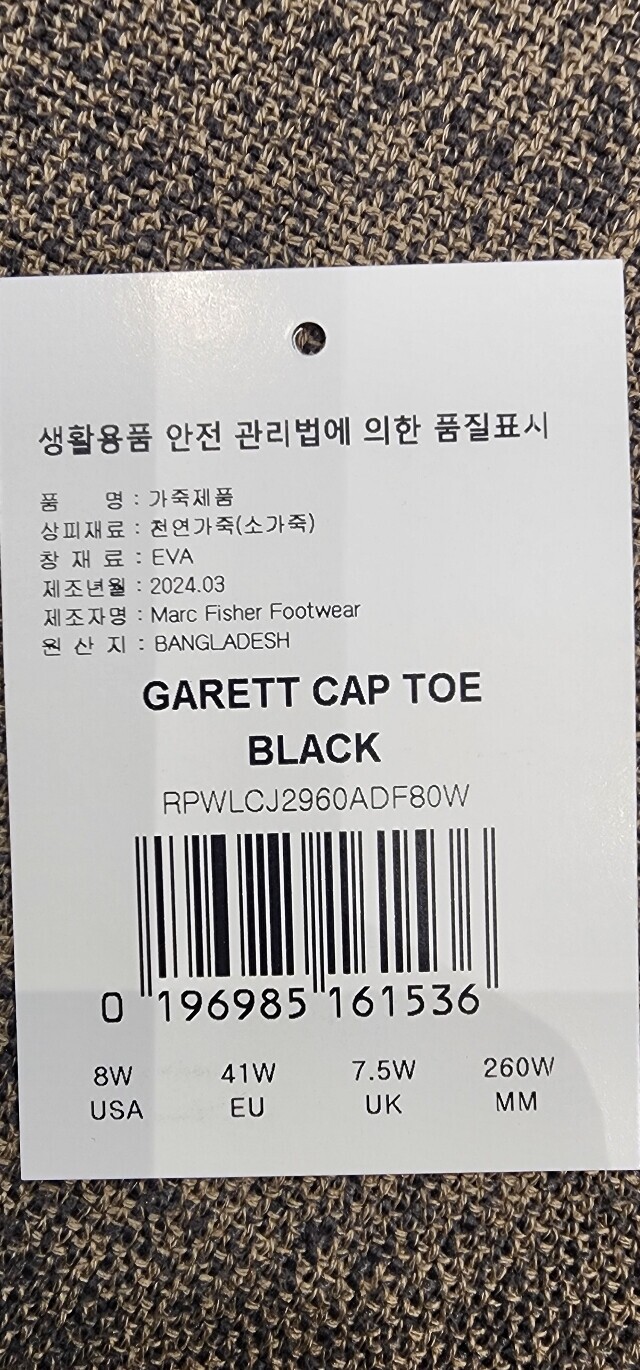 생활용품 안전 관리법에 의한 품질표시
품 명 : 가죽제품
상피재료 : 천연가죽(소가죽)
창 재 료 : EVA
제조년월 : 2024.03
제조자명 : Marc Fisher Footwear
원 산 지 : BANGLADESH
GARETT CAP TOE
BLACK
RPWLCJ2960ADF80W
0 196985 161536
8W 41W 7.5W 260W
USA EU UK MM